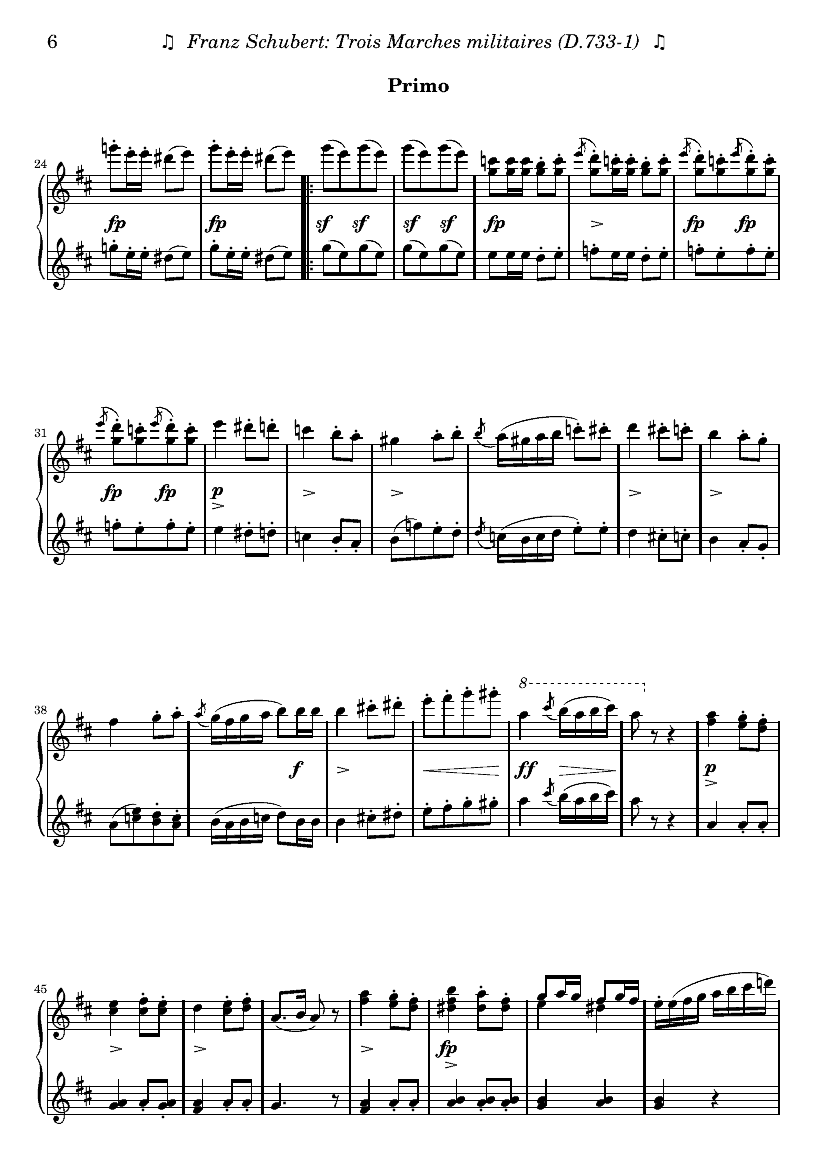 6 ♫ Franz Schubert: Trois Marches militaires (D.733-1) ♫
Primo
24
fp fp sf sf sf sf fp fp fp
31
fp fp p
8
38
f ff p
45
fp